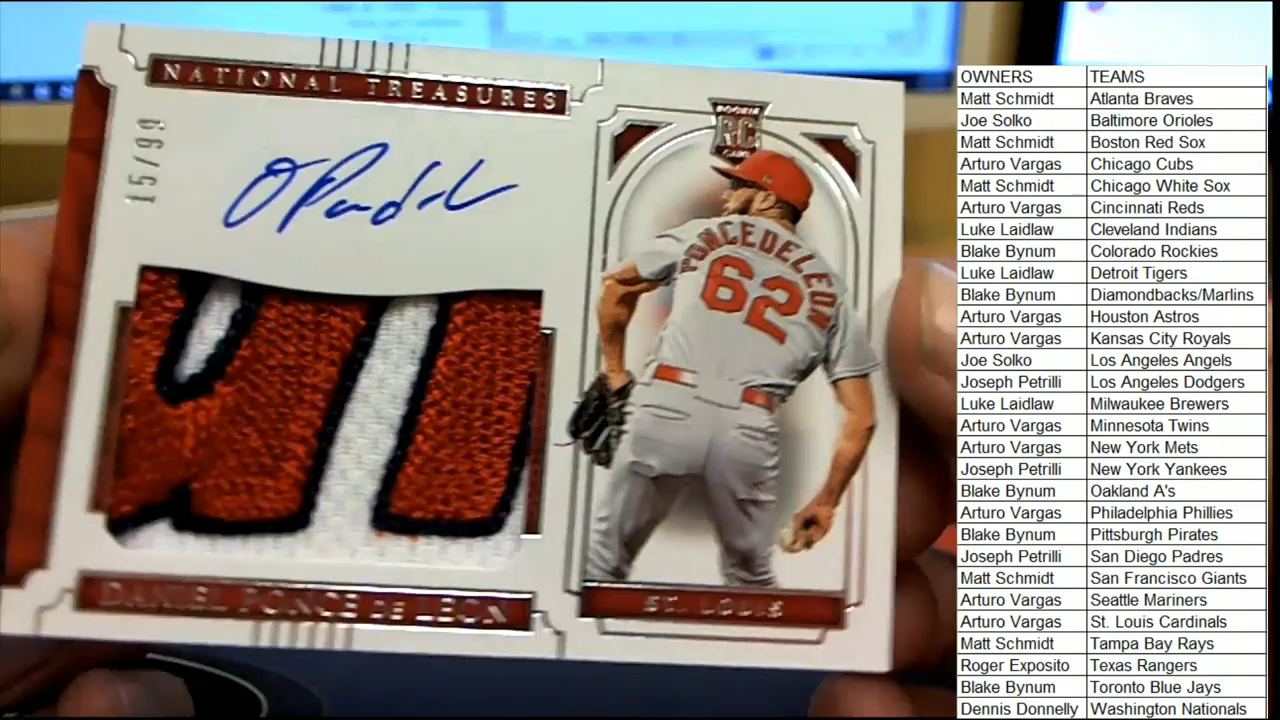 NATIONAL TREASURES
15/99
ROOKIE
RC
CARD
PONCEDELEON
62
DANIEL PONCE DE LEON
ST. LOUIS
OWNERS TEAMS
Matt Schmidt Atlanta Braves
Joe Solko Baltimore Orioles
Matt Schmidt Boston Red Sox
Arturo Vargas Chicago Cubs
Matt Schmidt Chicago White Sox
Arturo Vargas Cincinnati Reds
Luke Laidlaw Cleveland Indians
Blake Bynum Colorado Rockies
Luke Laidlaw Detroit Tigers
Blake Bynum Diamondbacks/Marlins
Arturo Vargas Houston Astros
Arturo Vargas Kansas City Royals
Joe Solko Los Angeles Angels
Joseph Petrilli Los Angeles Dodgers
Luke Laidlaw Milwaukee Brewers
Arturo Vargas Minnesota Twins
Arturo Vargas New York Mets
Joseph Petrilli New York Yankees
Blake Bynum Oakland A's
Arturo Vargas Philadelphia Phillies
Blake Bynum Pittsburgh Pirates
Joseph Petrilli San Diego Padres
Matt Schmidt San Francisco Giants
Arturo Vargas Seattle Mariners
Arturo Vargas St. Louis Cardinals
Matt Schmidt Tampa Bay Rays
Roger Exposito Texas Rangers
Blake Bynum Toronto Blue Jays
Dennis Donnelly Washington Nationals